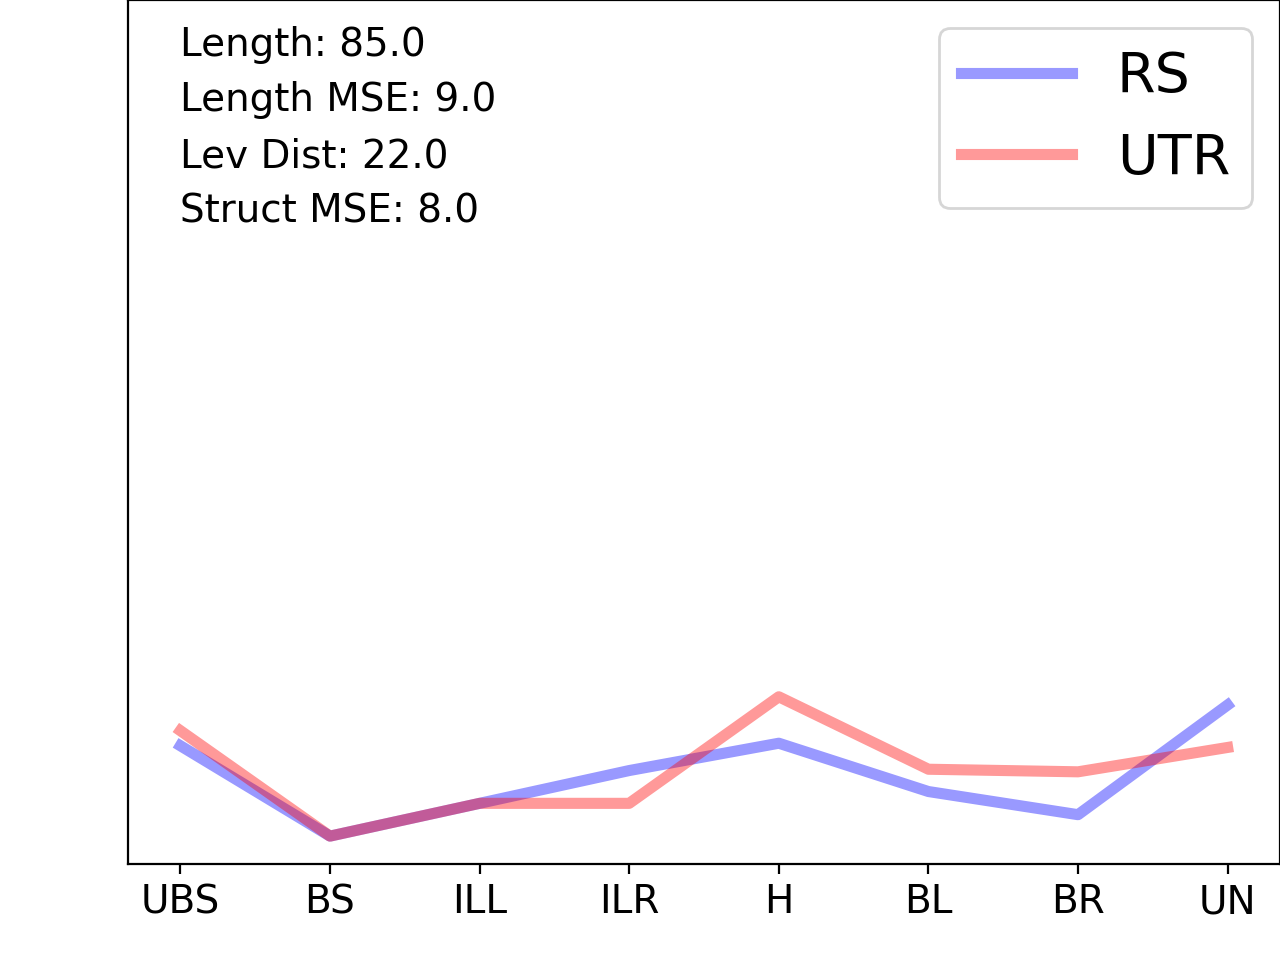 Length: 85.0
Length MSE: 9.0
Lev Dist: 22.0
Struct MSE: 8.0
RS
UTR
UBS BS ILL ILR H BL BR UN